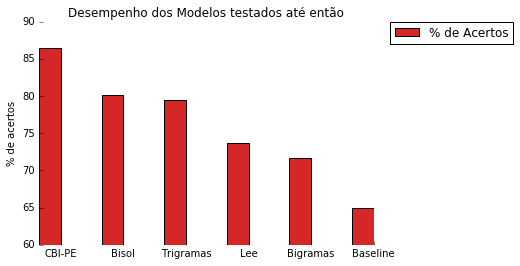 Desempenho dos Modelos testados até então
% de Acertos
% de acertos
90
85
80
75
70
65
60
CBI-PE Bisol Trigramas Lee Bigramas Baseline